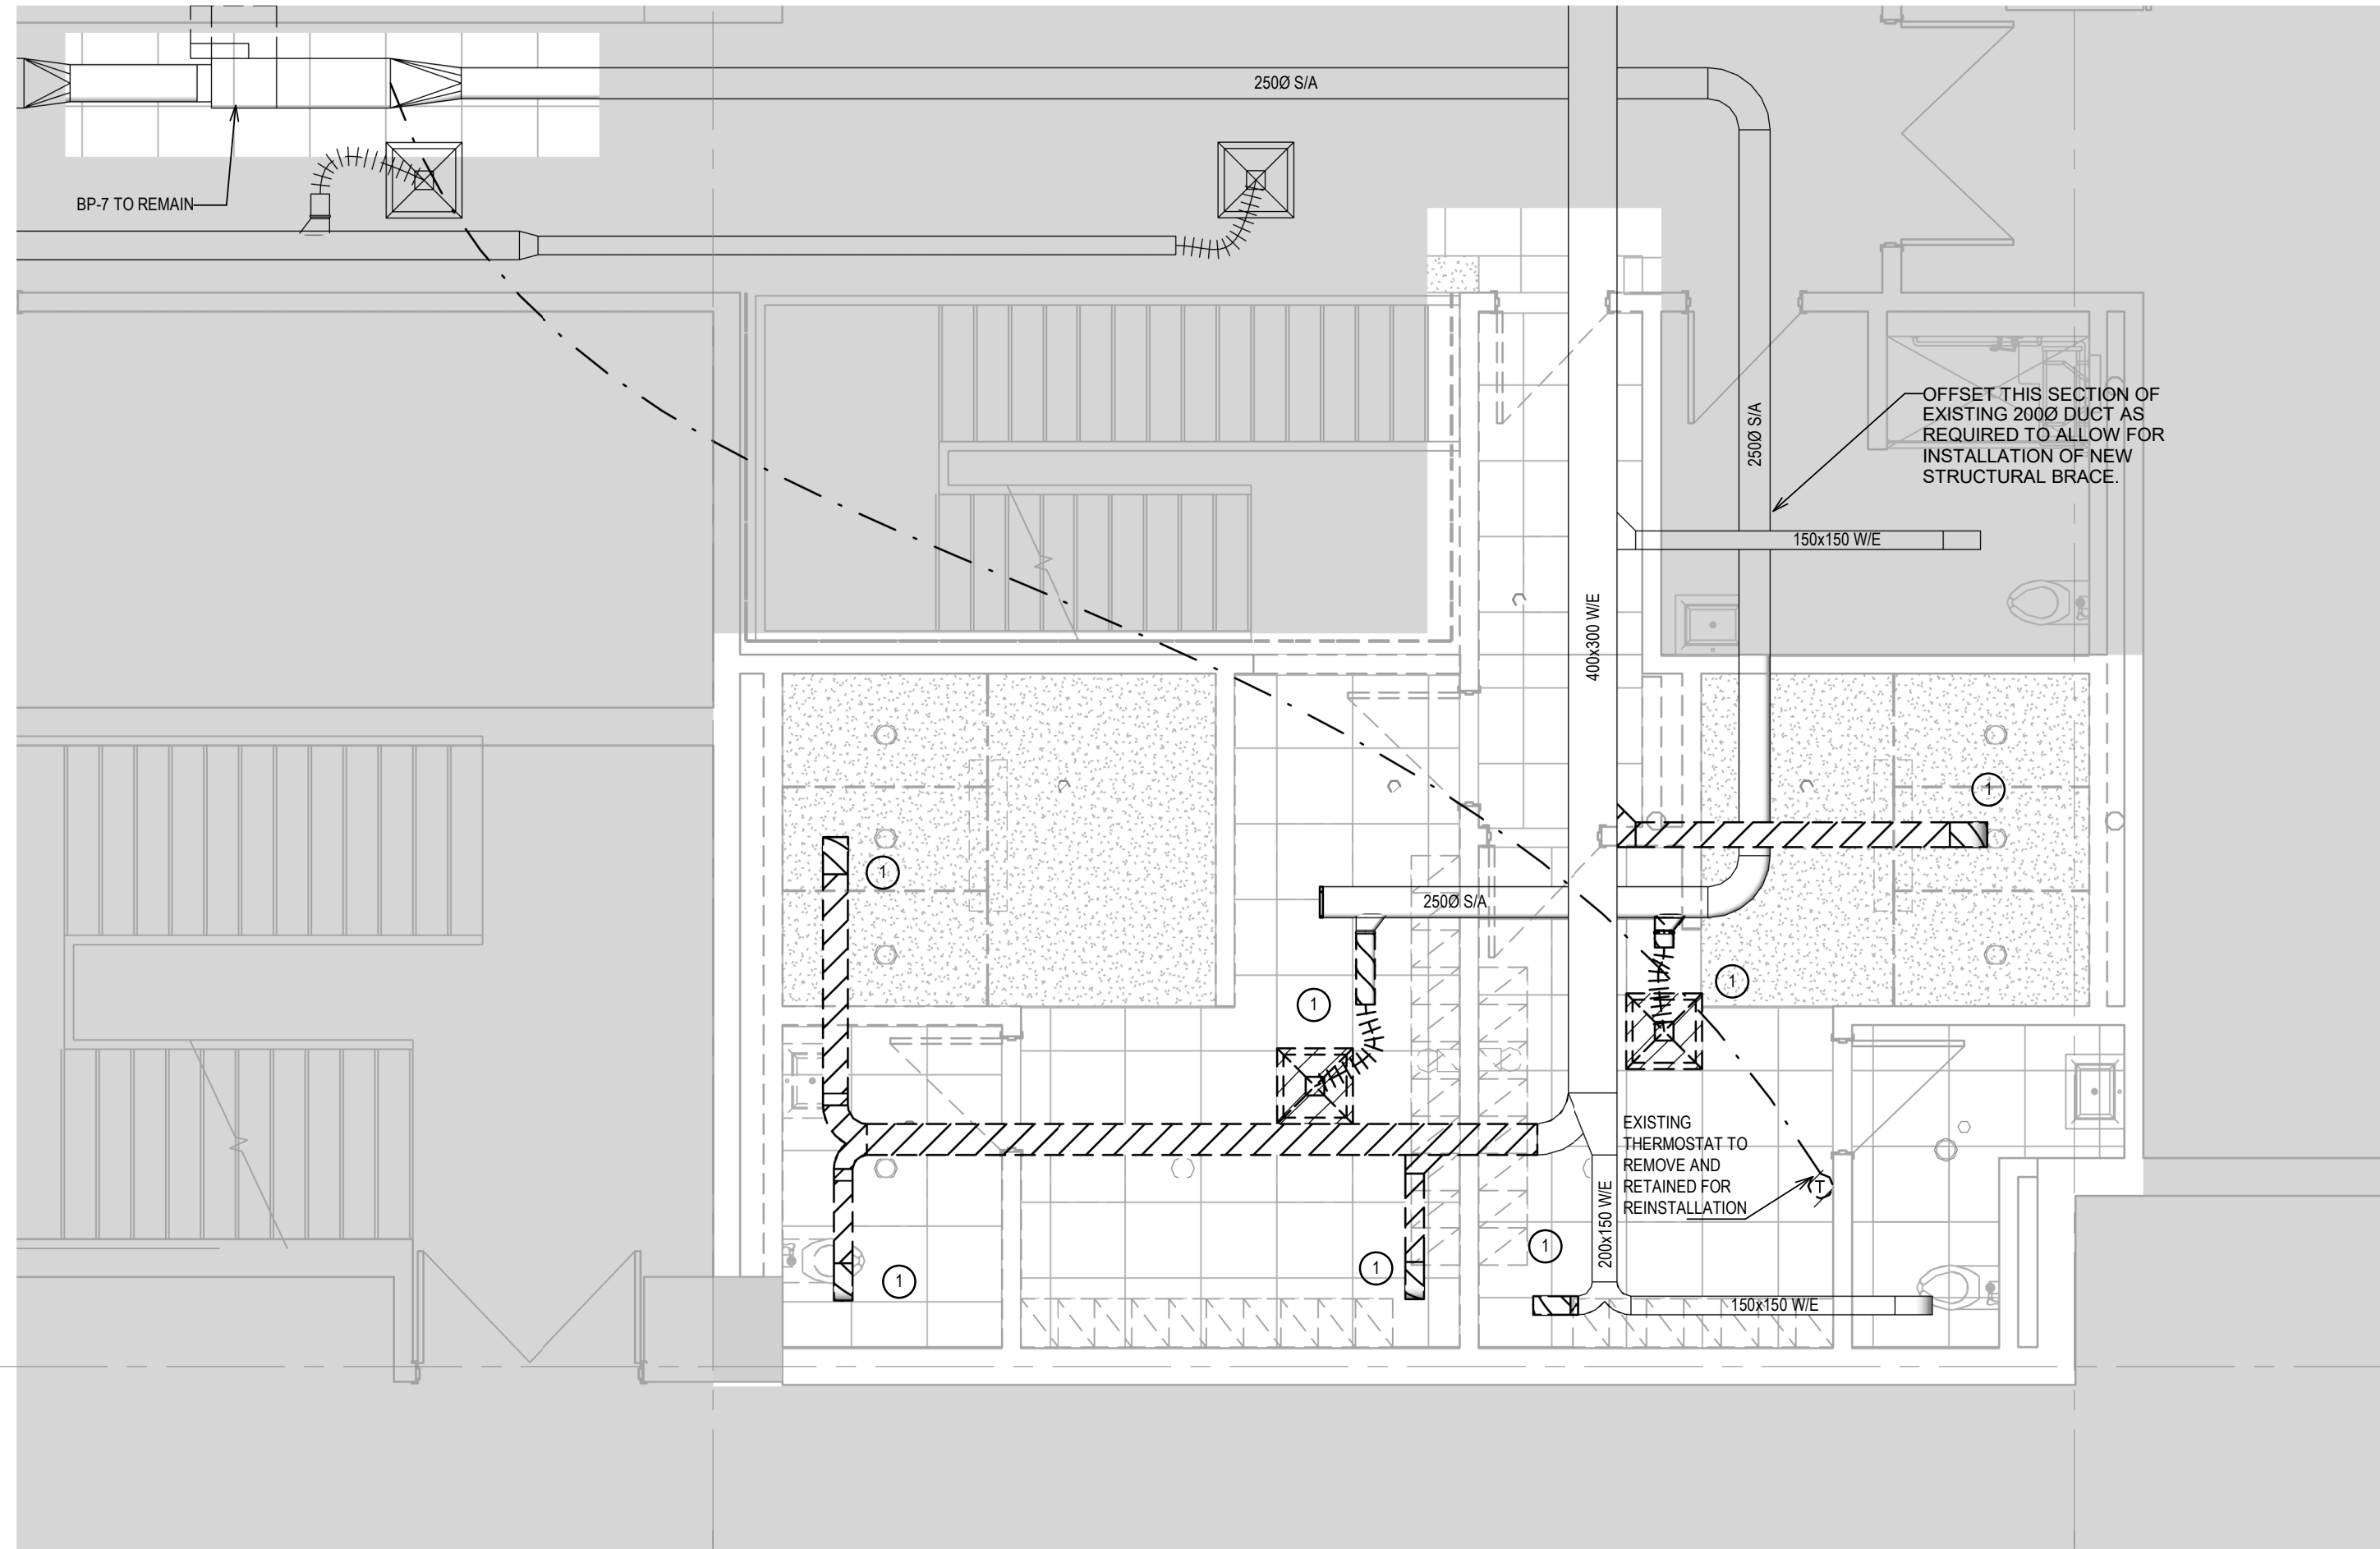 250Ø S/A
BP-7 TO REMAIN
OFFSET THIS SECTION OF
EXISTING 200Ø DUCT AS
REQUIRED TO ALLOW FOR
INSTALLATION OF NEW
STRUCTURAL BRACE.
250Ø S/A
150x150 W/E
400x300 W/E
1
1
250Ø S/A
1
1
EXISTING
THERMOSTAT TO
REMOVE AND
RETAINED FOR
REINSTALLATION
T
200x150 W/E
1
1
1
150x150 W/E